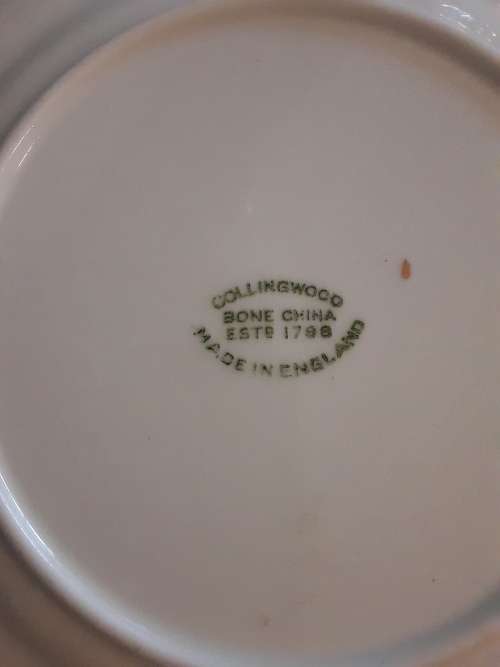 COLLINGWOOD
BONE CHINA
ESTD 1796
MADE IN ENGLAND